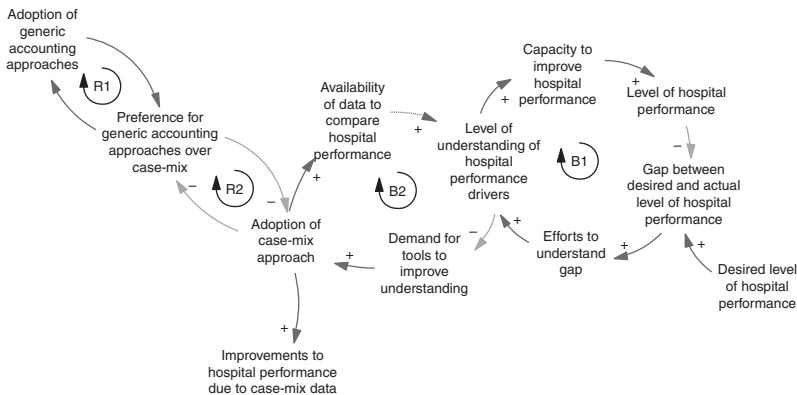 Adoption of
generic
accounting
approaches
R1
Preference for
generic accounting
approaches over
case-mix
R2
–
–
Adoption of
case-mix
approach
+
Improvements to
hospital performance
due to case-mix data
Availability
of data to
compare
hospital
performance
+
+
B2
Demand for
tools to
improve
understanding
+
–
Level of
understanding of
hospital
performance
drivers
+
B1
Capacity to
improve
hospital
performance
+
Level of hospital
performance
–
Gap between
desired and actual
level of hospital
performance
+
Efforts to
understand
gap
+
+
Desired level
of hospital
performance